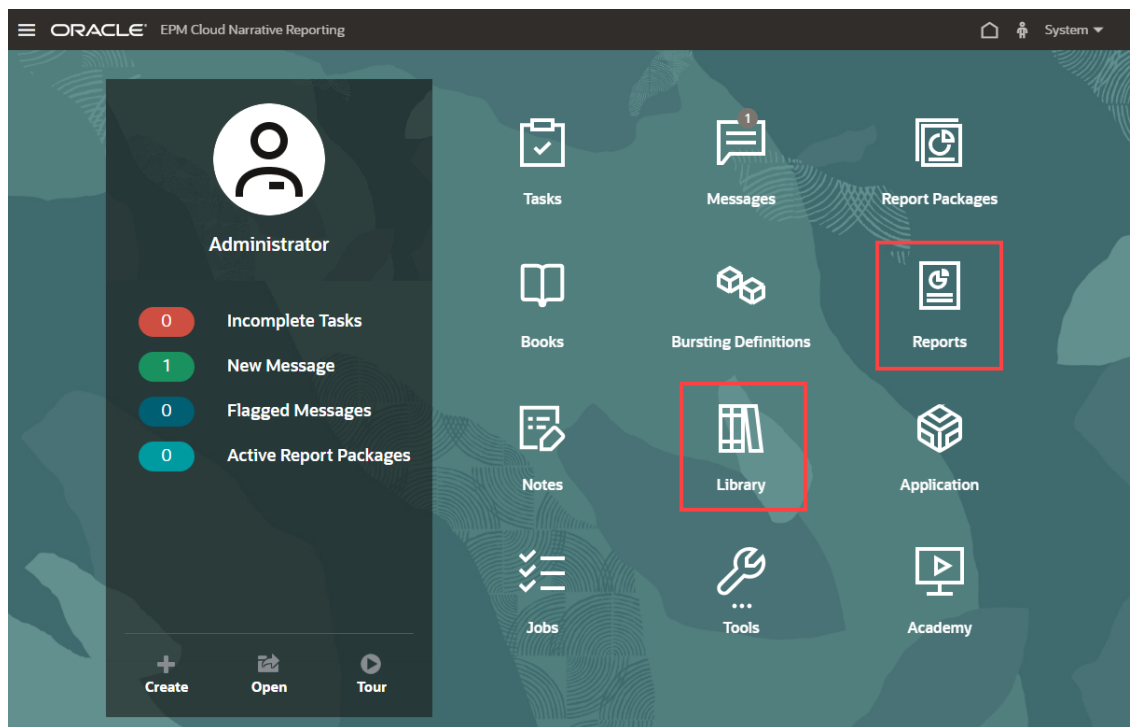 ORACLE EPM Cloud Narrative Reporting System
Administrator
0 Incomplete Tasks
1 New Message
0 Flagged Messages
0 Active Report Packages
Create Open Tour
1
Tasks Messages Report Packages
Books Bursting Definitions Reports
Notes Library Application
Jobs Tools Academy